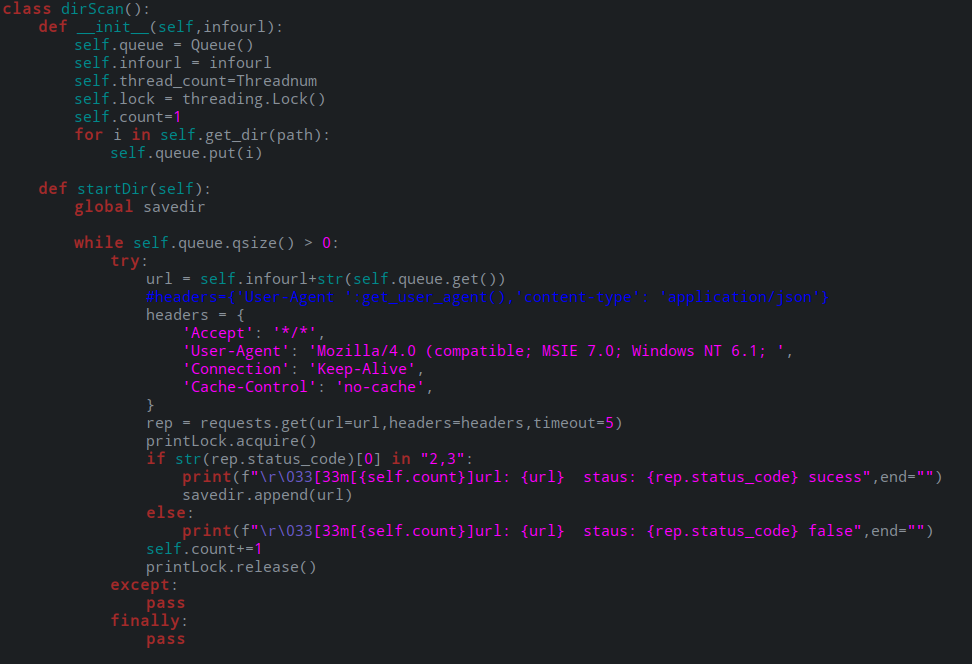 class dirScan():
    def __init__(self,infourl):
        self.queue = Queue()
        self.infourl = infourl
        self.thread_count=Threadnum
        self.lock = threading.Lock()
        self.count=1
        for i in self.get_dir(path):
            self.queue.put(i)

    def startDir(self):
        global savedir

        while self.queue.qsize() > 0:
            try:
                url = self.infourl+str(self.queue.get())
                #headers={'User-Agent ':get_user_agent(),'content-type': 'application/json'}
                headers = {
                    'Accept': '*/*',
                    'User-Agent': 'Mozilla/4.0 (compatible; MSIE 7.0; Windows NT 6.1; ',
                    'Connection': 'Keep-Alive',
                    'Cache-Control': 'no-cache',
                }
                rep = requests.get(url=url,headers=headers,timeout=5)
                printLock.acquire()
                if str(rep.status_code)[0] in "2,3":
                    print(f"\r\033[33m[{self.count}]url: {url}  staus: {rep.status_code} sucess",end="")
                    savedir.append(url)
                else:
                    print(f"\r\033[33m[{self.count}]url: {url}  staus: {rep.status_code} false",end="")
                self.count+=1
                printLock.release()
            except:
                pass
            finally:
                pass